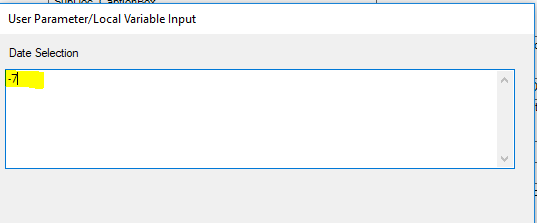 User Parameter/Local Variable Input
Date Selection
-7